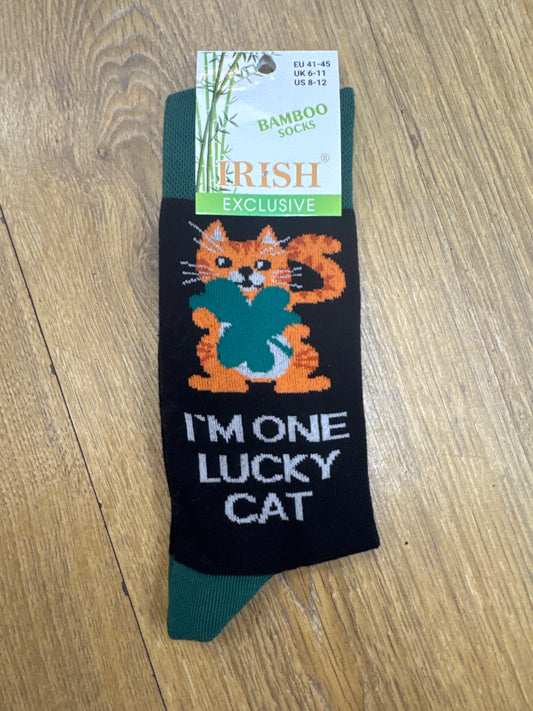 EU 41-45
UK 6-11
US 8-12
BAMBOO
SOCKS
IRISH®
EXCLUSIVE
I'M ONE
LUCKY
CAT